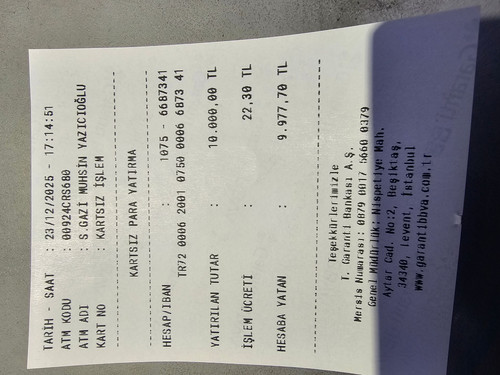 TARİH - SAAT : 23/12/2025 - 17:14:51
ATM KODU : 00924CRS6B0
ATM ADI : S.GAZİ MUHSİN YAZICIOĞLU
KART NO : KARTSIZ İŞLEM
KARTSIZ PARA YATIRMA
HESAP/IBAN : 1075 - 6687341
TR72 0006 2001 0750 0006 6873 41
YATIRILAN TUTAR : 10.000,00 TL
İŞLEM ÜCRETİ : 22,30 TL
HESABA YATAN : 9.977,70 TL
Teşekkürlerimizle
T. Garanti Bankası A.Ş.
Mersis Numarası: 0879 0017 5660 0379
Genel Müdürlük: Nispetiye Mah.
Aytar Cad. No:2, Beşiktaş,
34340, levent, İstanbul
www.garantibbva.com.tr